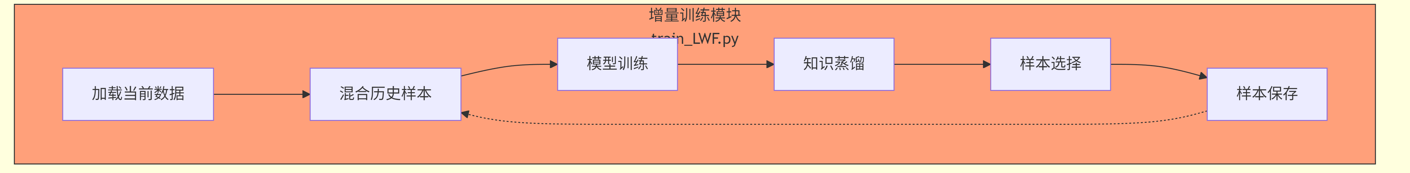 增量训练模块
train_LWF.py
加载当前数据
混合历史样本
模型训练
知识蒸馏
样本选择
样本保存